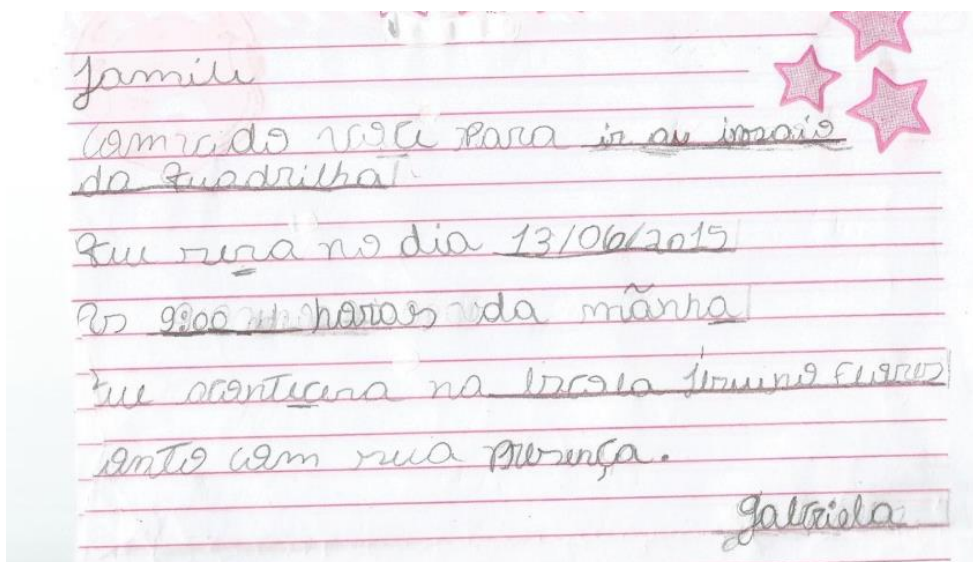 Jamili
comvido você para ir au insaio
da quadrilha
que sera no dia 13/06/2015
As 9:00 horas da mãnha
que acontecera na Escola
conto com sua presença.
gabriela